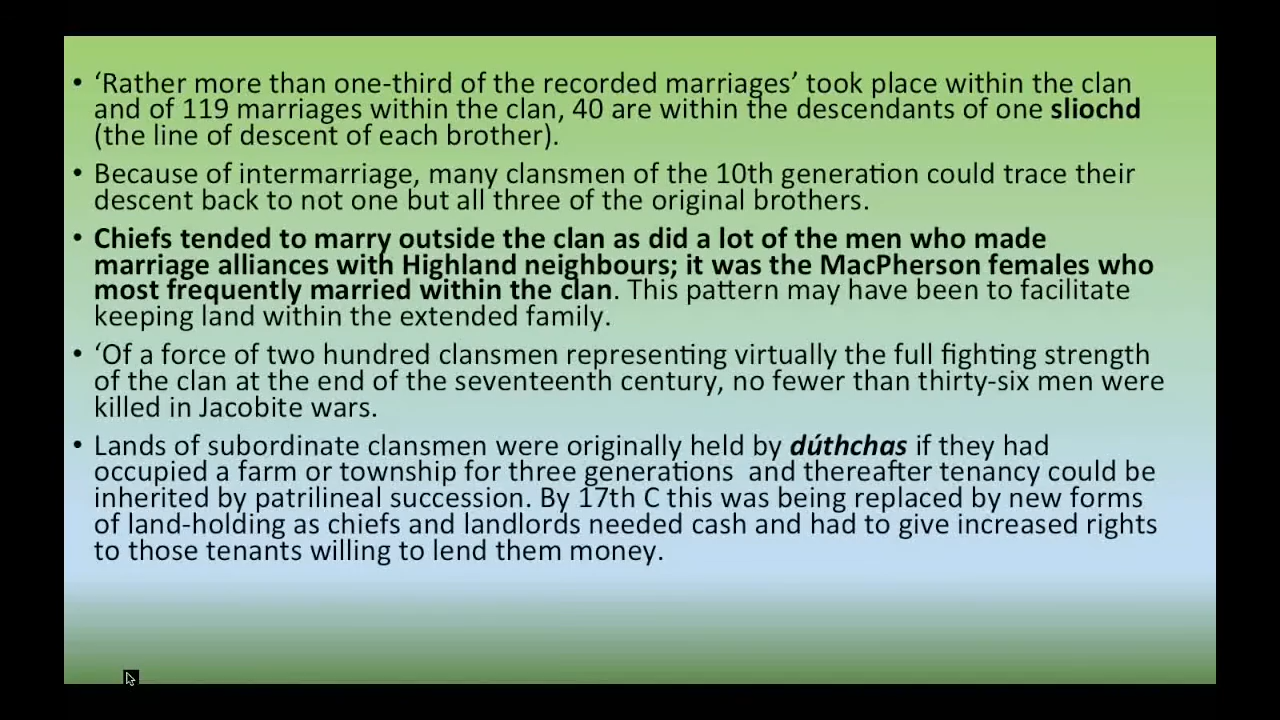 • ‘Rather more than one-third of the recorded marriages’ took place within the clan
and of 119 marriages within the clan, 40 are within the descendants of one sliochd
(the line of descent of each brother).
• Because of intermarriage, many clansmen of the 10th generation could trace their
descent back to not one but all three of the original brothers.
• Chiefs tended to marry outside the clan as did a lot of the men who made
marriage alliances with Highland neighbours; it was the MacPherson females who
most frequently married within the clan. This pattern may have been to facilitate
keeping land within the extended family.
• ‘Of a force of two hundred clansmen representing virtually the full fighting strength
of the clan at the end of the seventeenth century, no fewer than thirty-six men were
killed in Jacobite wars.
• Lands of subordinate clansmen were originally held by dúthchas if they had
occupied a farm or township for three generations  and thereafter tenancy could be
inherited by patrilineal succession. By 17th C this was being replaced by new forms
of land-holding as chiefs and landlords needed cash and had to give increased rights
to those tenants willing to lend them money.